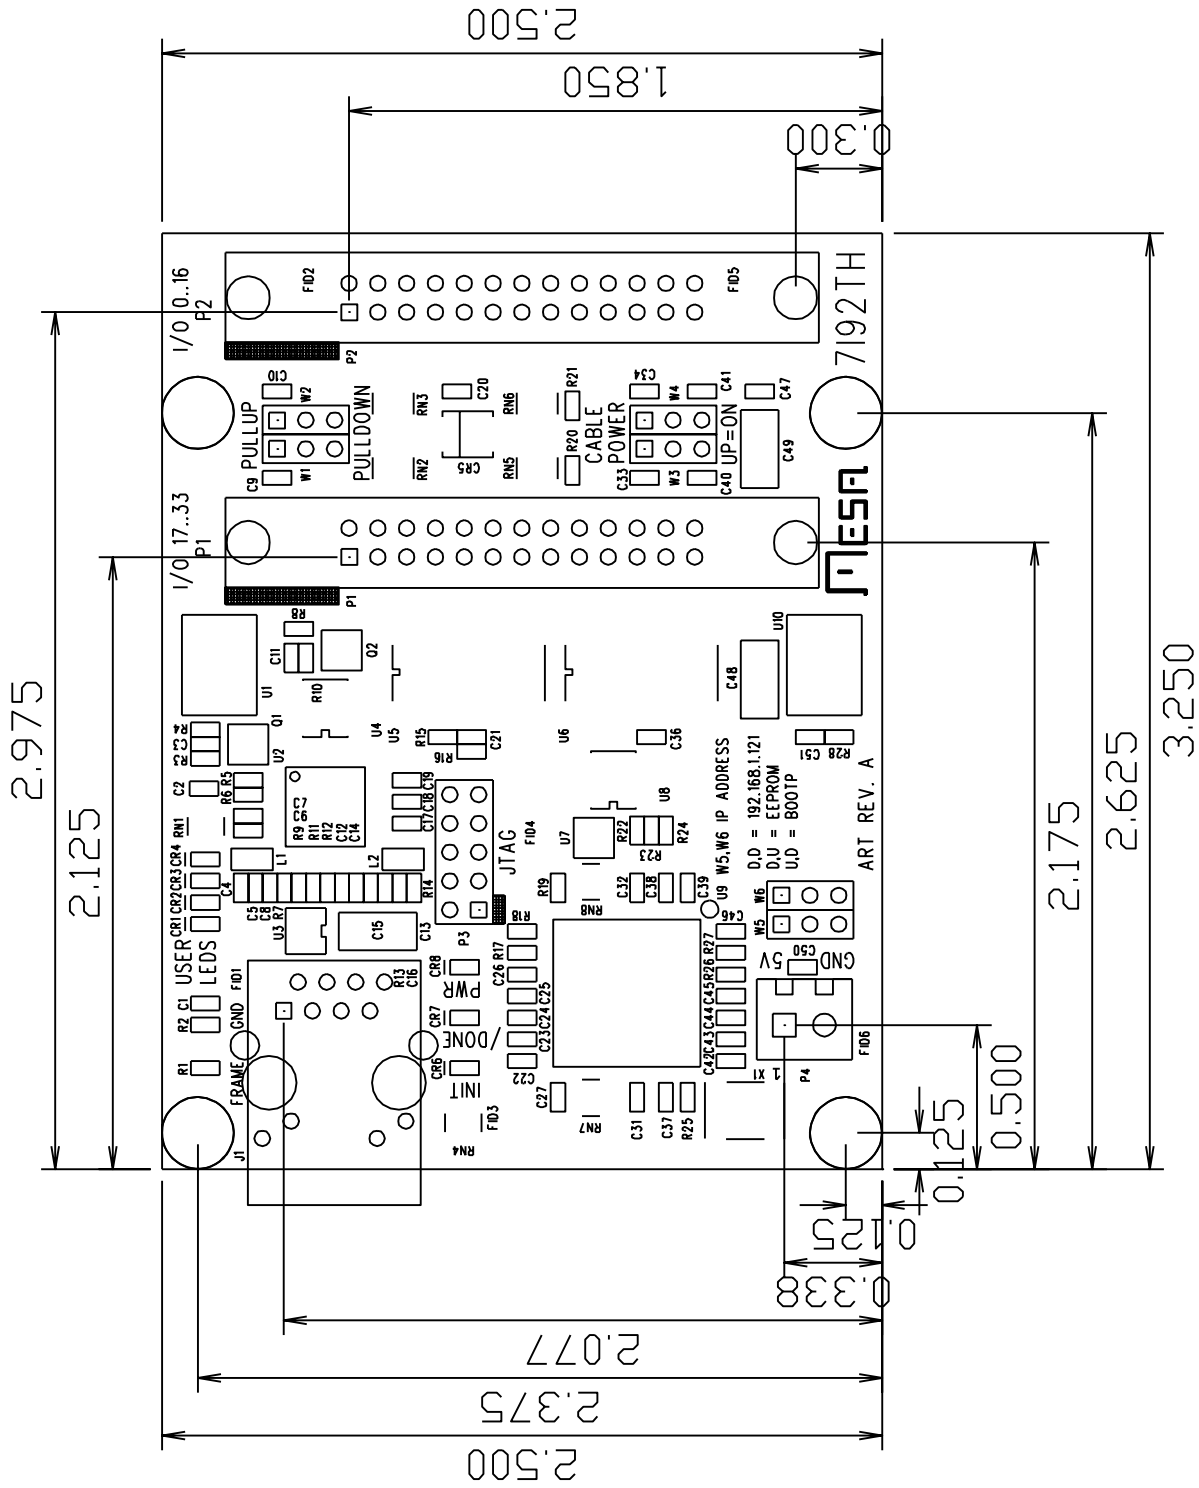 2.500
1.850
0.300
I/O 0..16
P2
FID2
FID5
7I92TH
P2
C10
PULLUP
W2
PULLDOWN
RN3
C20
RN6
R21
CABLE
POWER
C34
W4
C41
C47
UP=ON
C9
W1
RN2
CR5
RN5
R20
C33
W3
C40
C49
MESA
I/O 17..33
P1
P1
R8
C11
Q2
R10
U1
U10
C48
2.975
2.125
R4
C3
R3
Q1
U2
U4
U5
R15
R16
C21
U6
C36
C51
R28
C2
R5
R6
RN1
C7
C6
R9
R11
R12
C12
C14
C19
C18
C17
JTAG
FID4
U7
R22
R23
R24
U8
W5,W6 IP ADDRESS
D,D = 192.168.1.121
D,U = EEPROM
U,D = BOOTP
ART REV. A
CR4
CR3
CR2
CR1
L1
L2
C4
C5
C8
R7
R14
U3
C15
C13
P3
R18
R19
RN8
C32
C38
C39
U9
W6
W5
C46
USER
LEDS
FID1
R13
C16
CR8
PWR
R17
C26
C25
C24
C23
C22
R27
R26
C45
C44
C43
C42
5V
GND
C50
C1
R2
GND
CR7
/DONE
R1
FRAME
CR6
INIT
FID3
RN4
J1
C27
RN7
C31
C37
R25
X1
1
P4
FID6
3.250
2.625
2.175
0.500
0.125
0.125
0.338
2.077
2.375
2.500